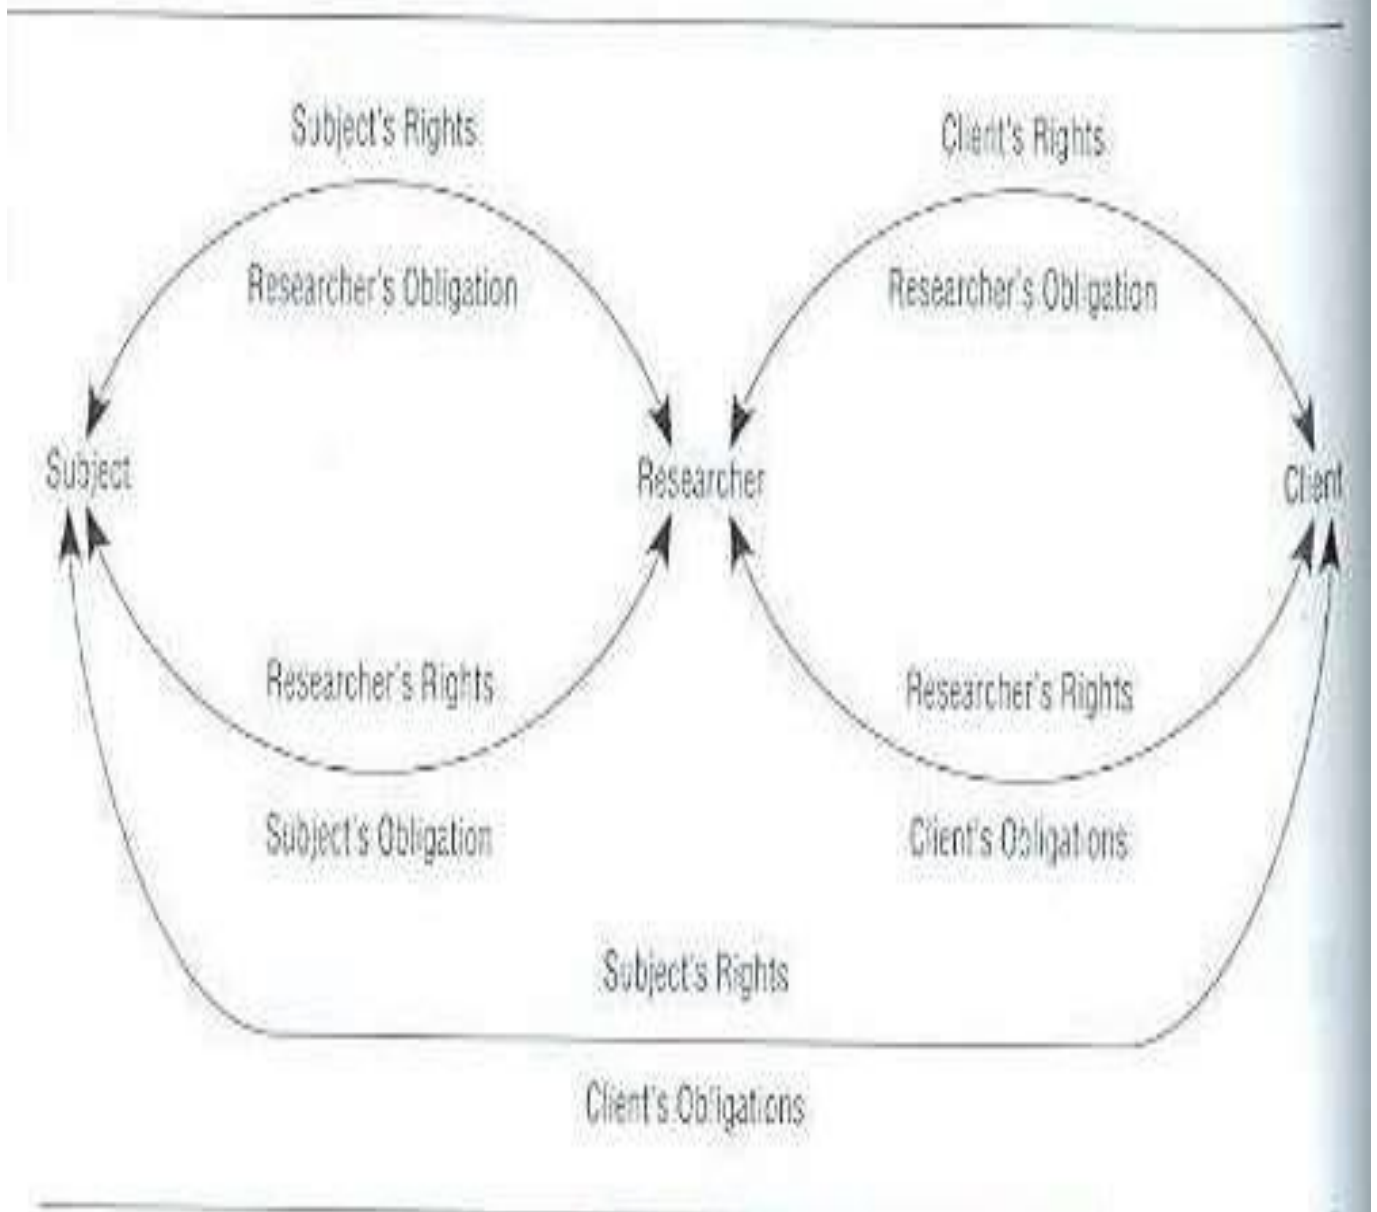 Subject's Rights
Client's Rights
Researcher's Obligation
Researcher's Obligation
Subject
Researcher
Client
Researcher's Rights
Researcher's Rights
Subject's Obligation
Client's Obligations
Subject's Rights
Client's Obligations